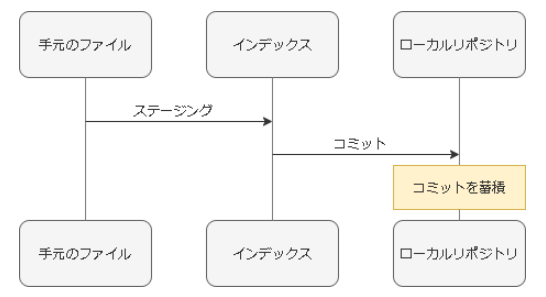 手元のファイル
インデックス
ローカルリポジトリ
ステージング
コミット
コミットを蓄積
手元のファイル
インデックス
ローカルリポジトリ